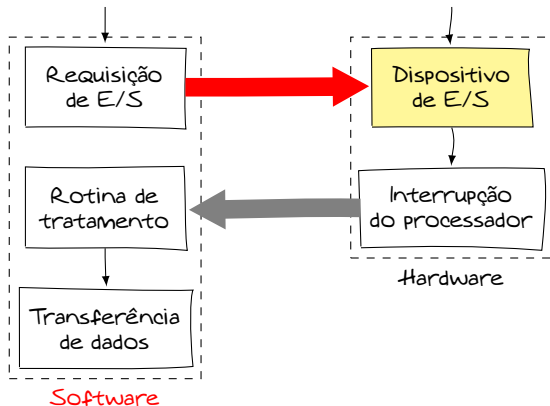 Requisição
de E/S
Dispositivo
de E/S
Rotina de
tratamento
Interrupção
do processador
Hardware
Transferência
de dados
Software